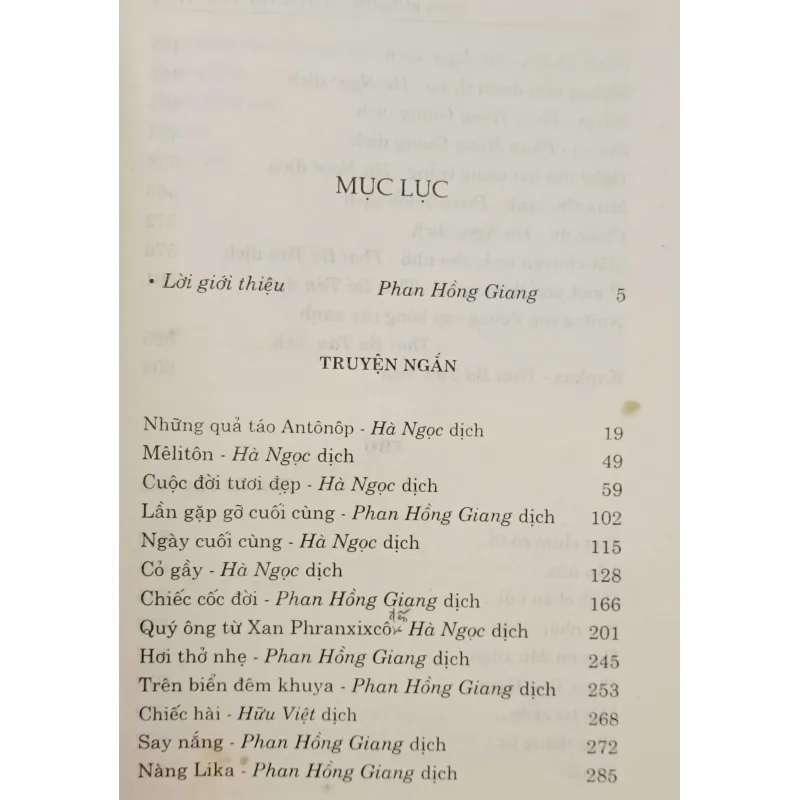 MỤC LỤC
• Lời giới thiệu Phan Hồng Giang 5
TRUYỆN NGẮN
Những quả táo Antônôp - Hà Ngọc dịch 19
Mêlitôn - Hà Ngọc dịch 49
Cuộc đời tươi đẹp - Hà Ngọc dịch 59
Lần gặp gỡ cuối cùng - Phan Hồng Giang dịch 102
Ngày cuối cùng - Hà Ngọc dịch 115
Cỏ gầy - Hà Ngọc dịch 128
Chiếc cốc đời - Phan Hồng Giang dịch 166
đến
Quý ông từ Xan Phranxixcô - Hà Ngọc dịch 201
Hơi thở nhẹ - Phan Hồng Giang dịch 245
Trên biển đêm khuya - Phan Hồng Giang dịch 253
Chiếc hài - Hữu Việt dịch 268
Say nắng - Phan Hồng Giang dịch 272
Nàng Lika - Phan Hồng Giang dịch 285